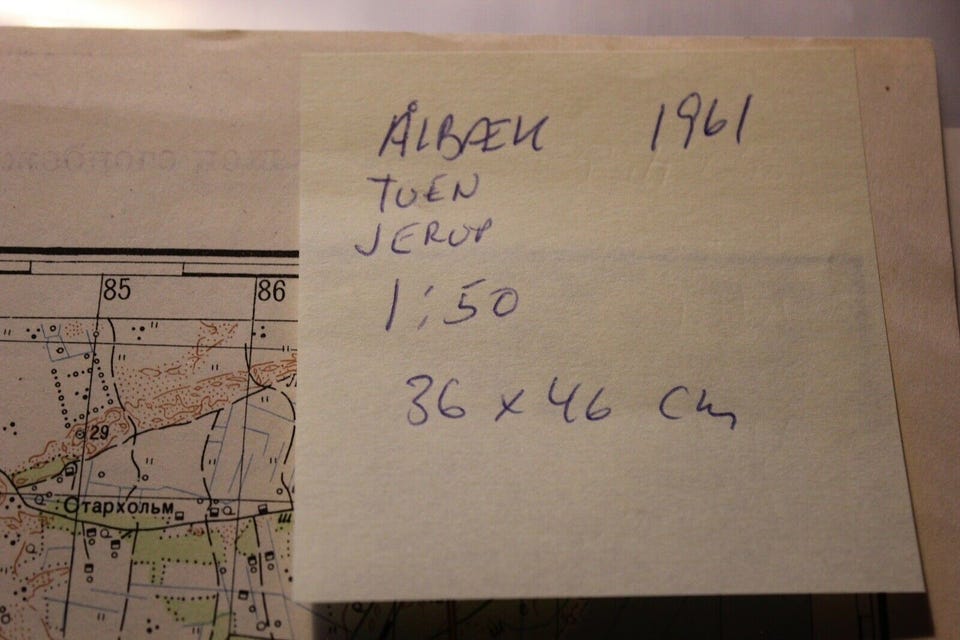 ÅLBÆK 1961
TUEN
JERUP
1:50
36 x 46 cm
85 86
29
Стархольм
ш